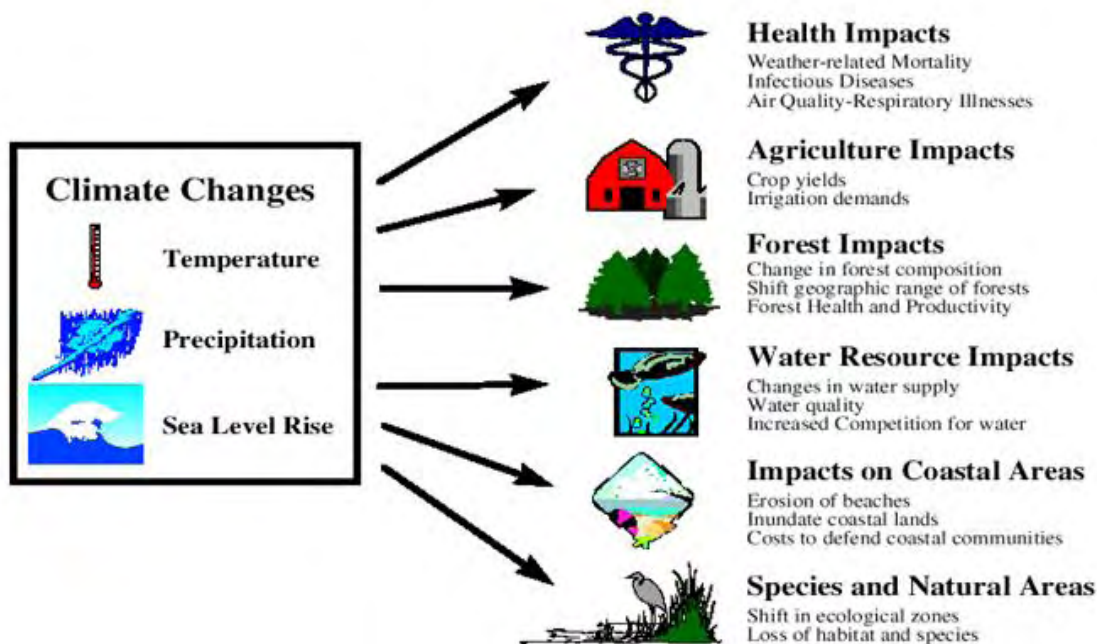 Climate Changes
Temperature
Precipitation
Sea Level Rise
Health Impacts
Weather-related Mortality
Infectious Diseases
Air Quality-Respiratory Illnesses
Agriculture Impacts
Crop yields
Irrigation demands
Forest Impacts
Change in forest composition
Shift geographic range of forests
Forest Health and Productivity
Water Resource Impacts
Changes in water supply
Water quality
Increased Competition for water
Impacts on Coastal Areas
Erosion of beaches
Inundate coastal lands
Costs to defend coastal communities
Species and Natural Areas
Shift in ecological zones
Loss of habitat and species